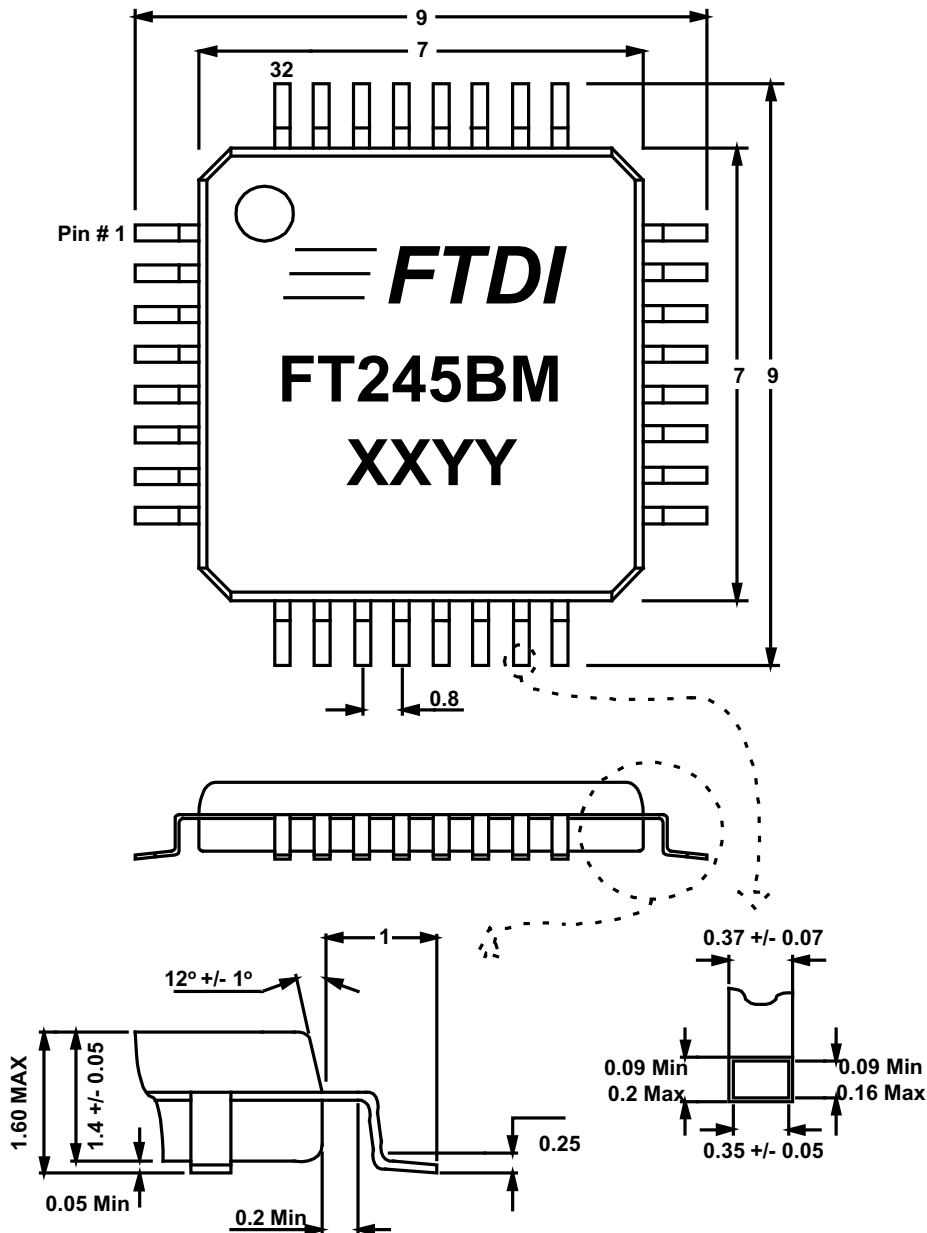 9
7
32
Pin # 1
FTDI
FT245BM
XXYY
7
9
0.8
1
12º +/- 1º
1.60 MAX
1.4 +/- 0.05
0.05 Min
0.2 Min
0.25
0.37 +/- 0.07
0.09 Min
0.2 Max
0.09 Min
0.16 Max
0.35 +/- 0.05